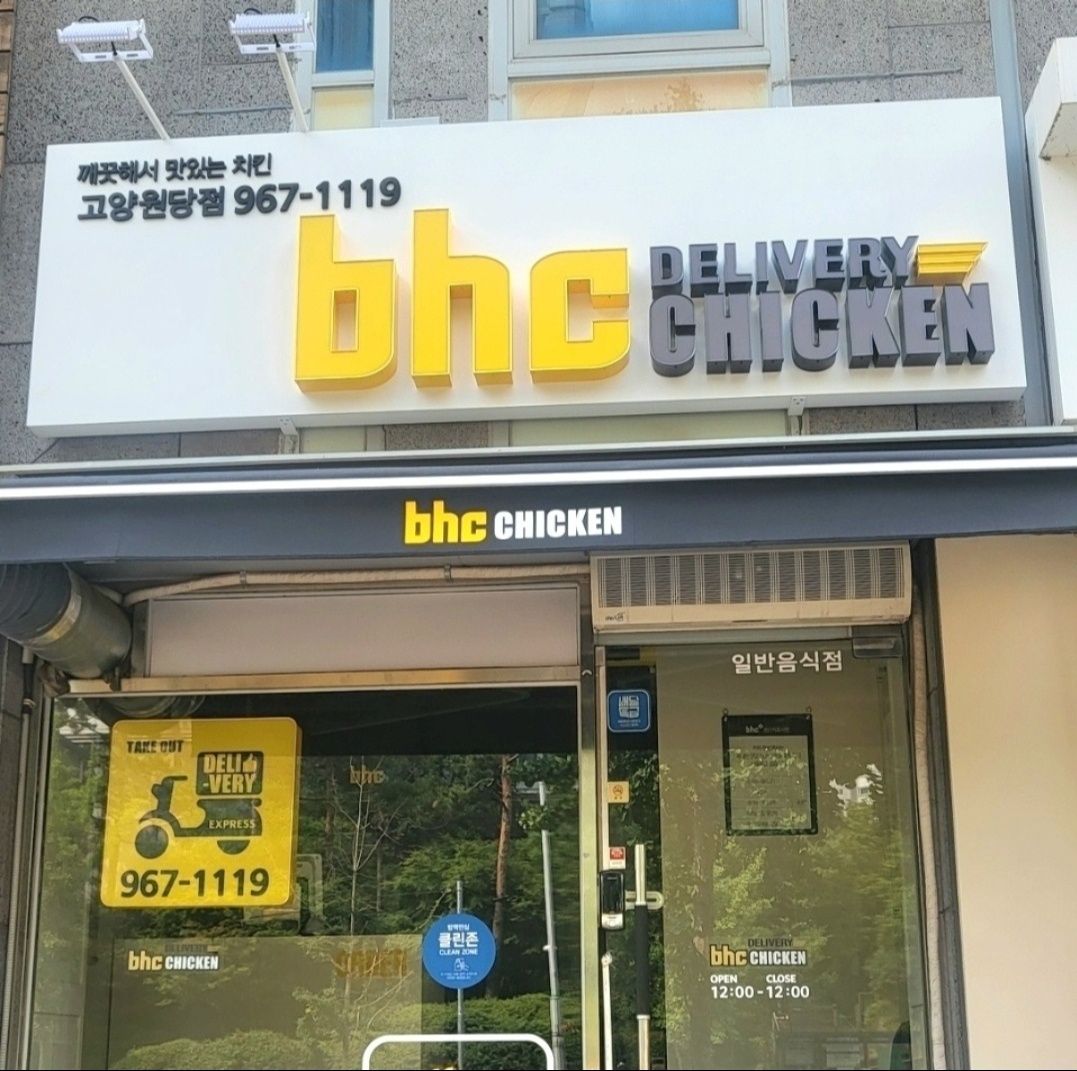 깨끗해서 맛있는 치킨
고양원당점 967-1119
bhc DELIVERY
CHICKEN
bhc CHICKEN
일반음식점
TAKE OUT
DELI
-VERY
EXPRESS
967-1119
bhc
클린존
CLEAN ZONE
bhc CHICKEN
DELIVERY
bhc CHICKEN
OPEN CLOSE
12:00 - 12:00